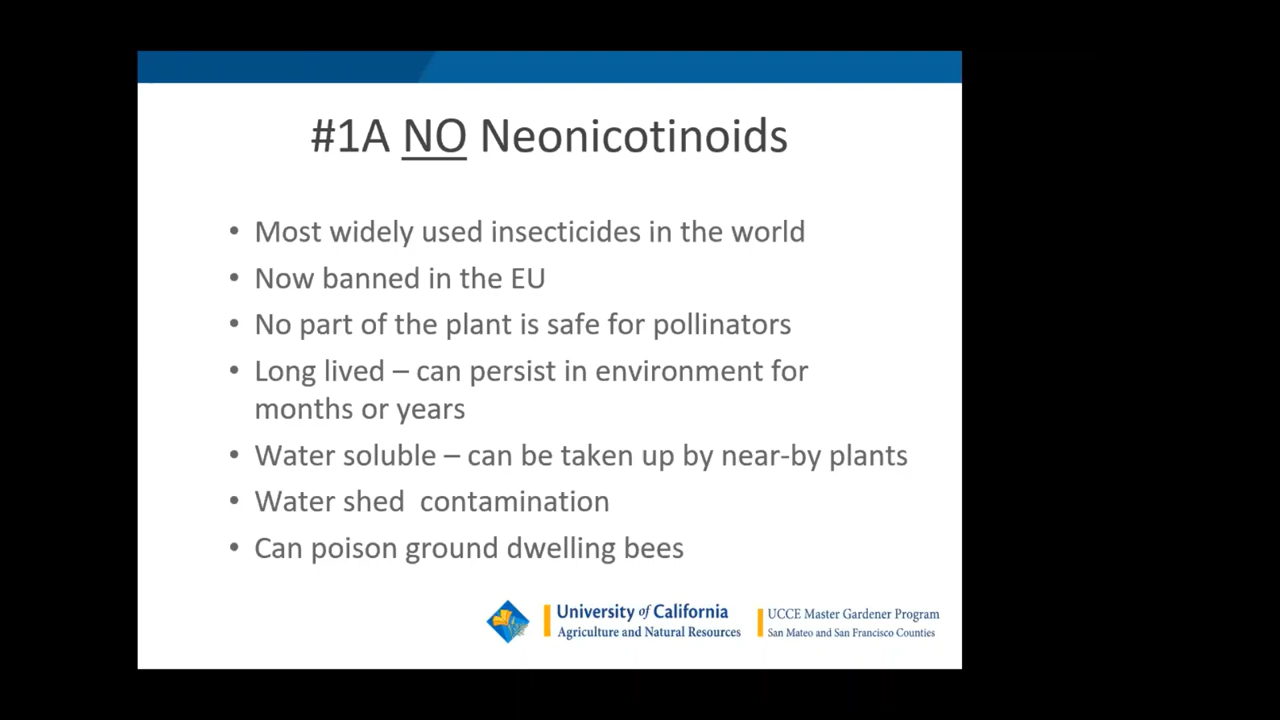 #1A NO Neonicotinoids
• Most widely used insecticides in the world
• Now banned in the EU
• No part of the plant is safe for pollinators
• Long lived – can persist in environment for
months or years
• Water soluble – can be taken up by near-by plants
• Water shed  contamination
• Can poison ground dwelling bees
University of California
Agriculture and Natural Resources
UCCE Master Gardener Program
San Mateo and San Francisco Counties